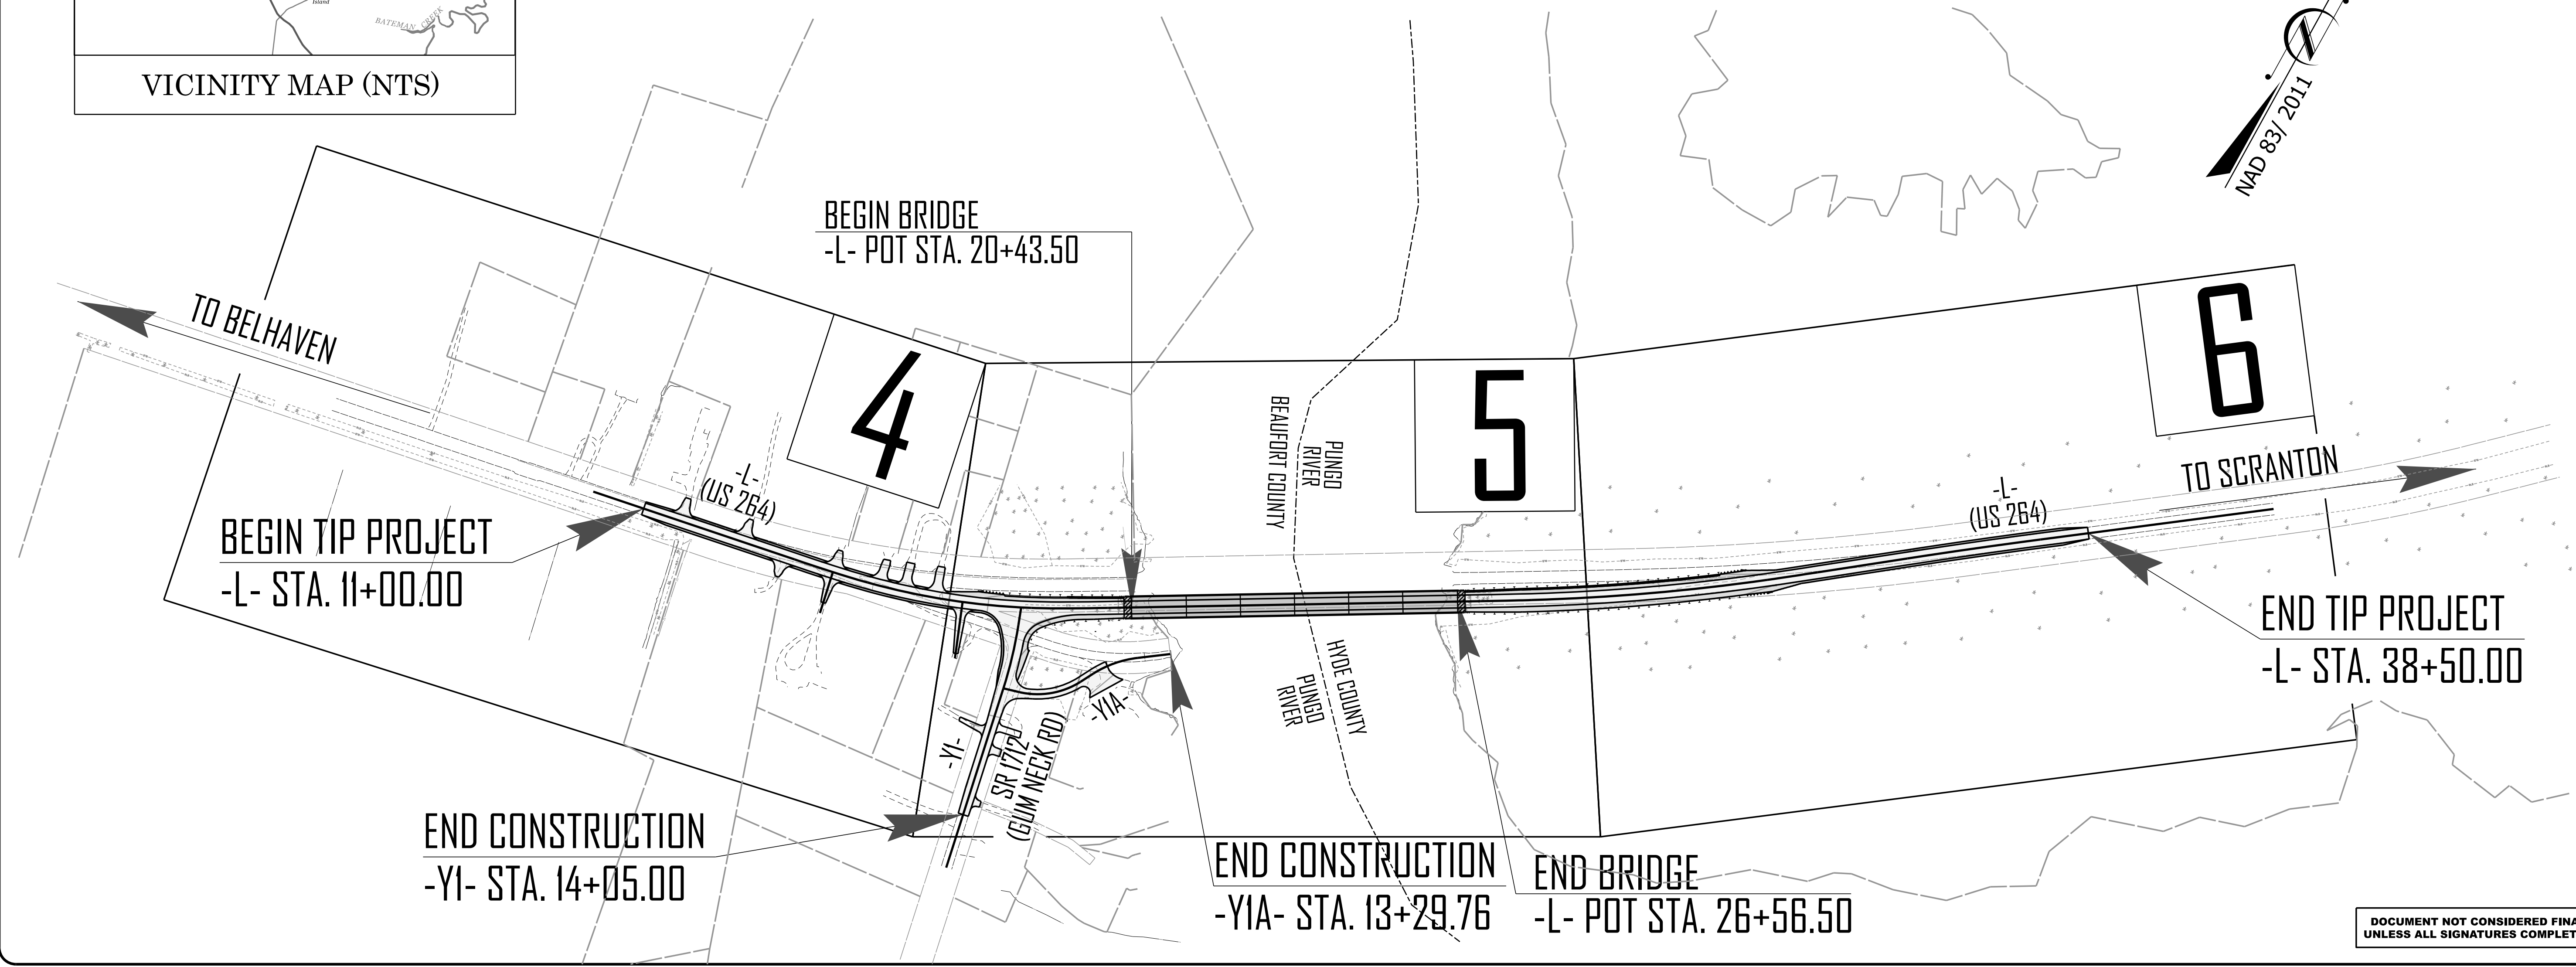 Island
BATEMAN CREEK
VICINITY MAP (NTS)
NAD 83/ 2011
BEGIN BRIDGE
-L- POT STA. 20+43.50
TO BELHAVEN
4
5
6
BEAUFORT COUNTY
PUNGO
RIVER
-L-
(US 264)
-L-
(US 264)
TO SCRANTON
BEGIN TIP PROJECT
-L- STA. 11+00.00
END TIP PROJECT
-L- STA. 38+50.00
HYDE COUNTY
PUNGO
RIVER
-Y1A-
-Y1-
SR 1712
(GUM NECK RD)
END CONSTRUCTION
-Y1- STA. 14+05.00
END CONSTRUCTION
-Y1A- STA. 13+29.76
END BRIDGE
-L- POT STA. 26+56.50
DOCUMENT NOT CONSIDERED FINA
UNLESS ALL SIGNATURES COMPLET